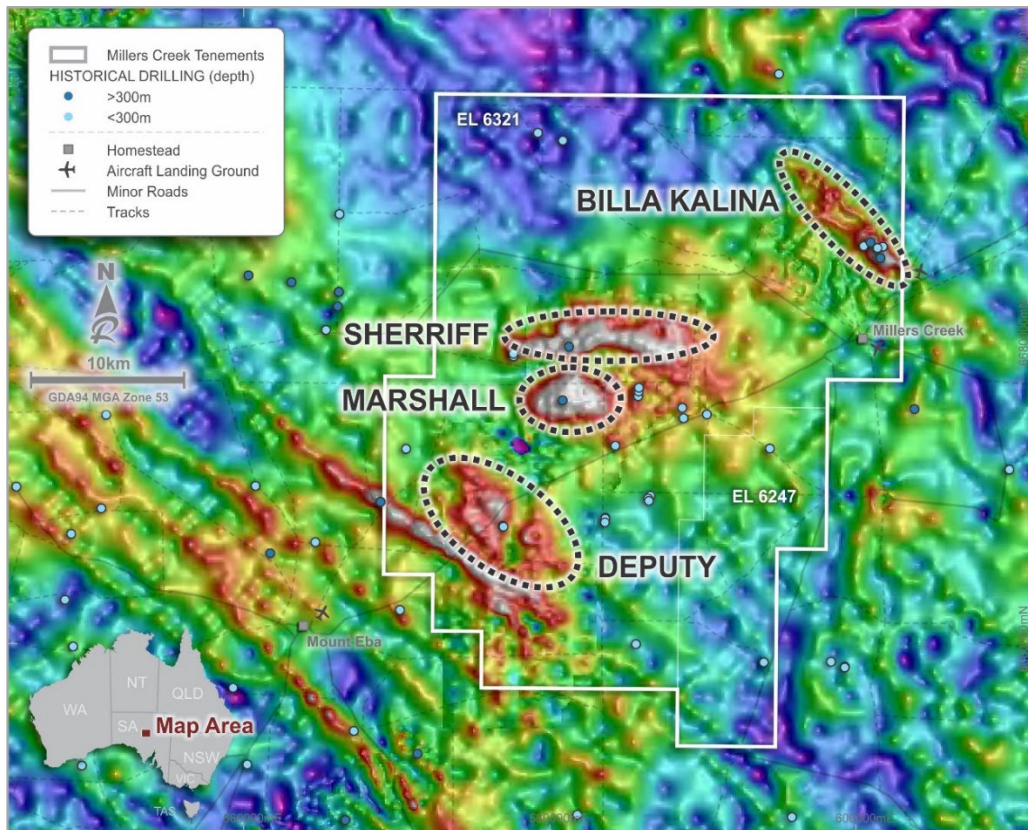 Millers Creek Tenements
HISTORICAL DRILLING (depth)
>300m
<300m
Homestead
Aircraft Landing Ground
Minor Roads
Tracks
N
10km
GDA94 MGA Zone 53
EL 6321
BILLA KALINA
SHERRIFF
Millers Creek
MARSHALL
EL 6247
DEPUTY
Mount Eba
NT
QLD
WA
SA
Map Area
NSW
VIC
TAS